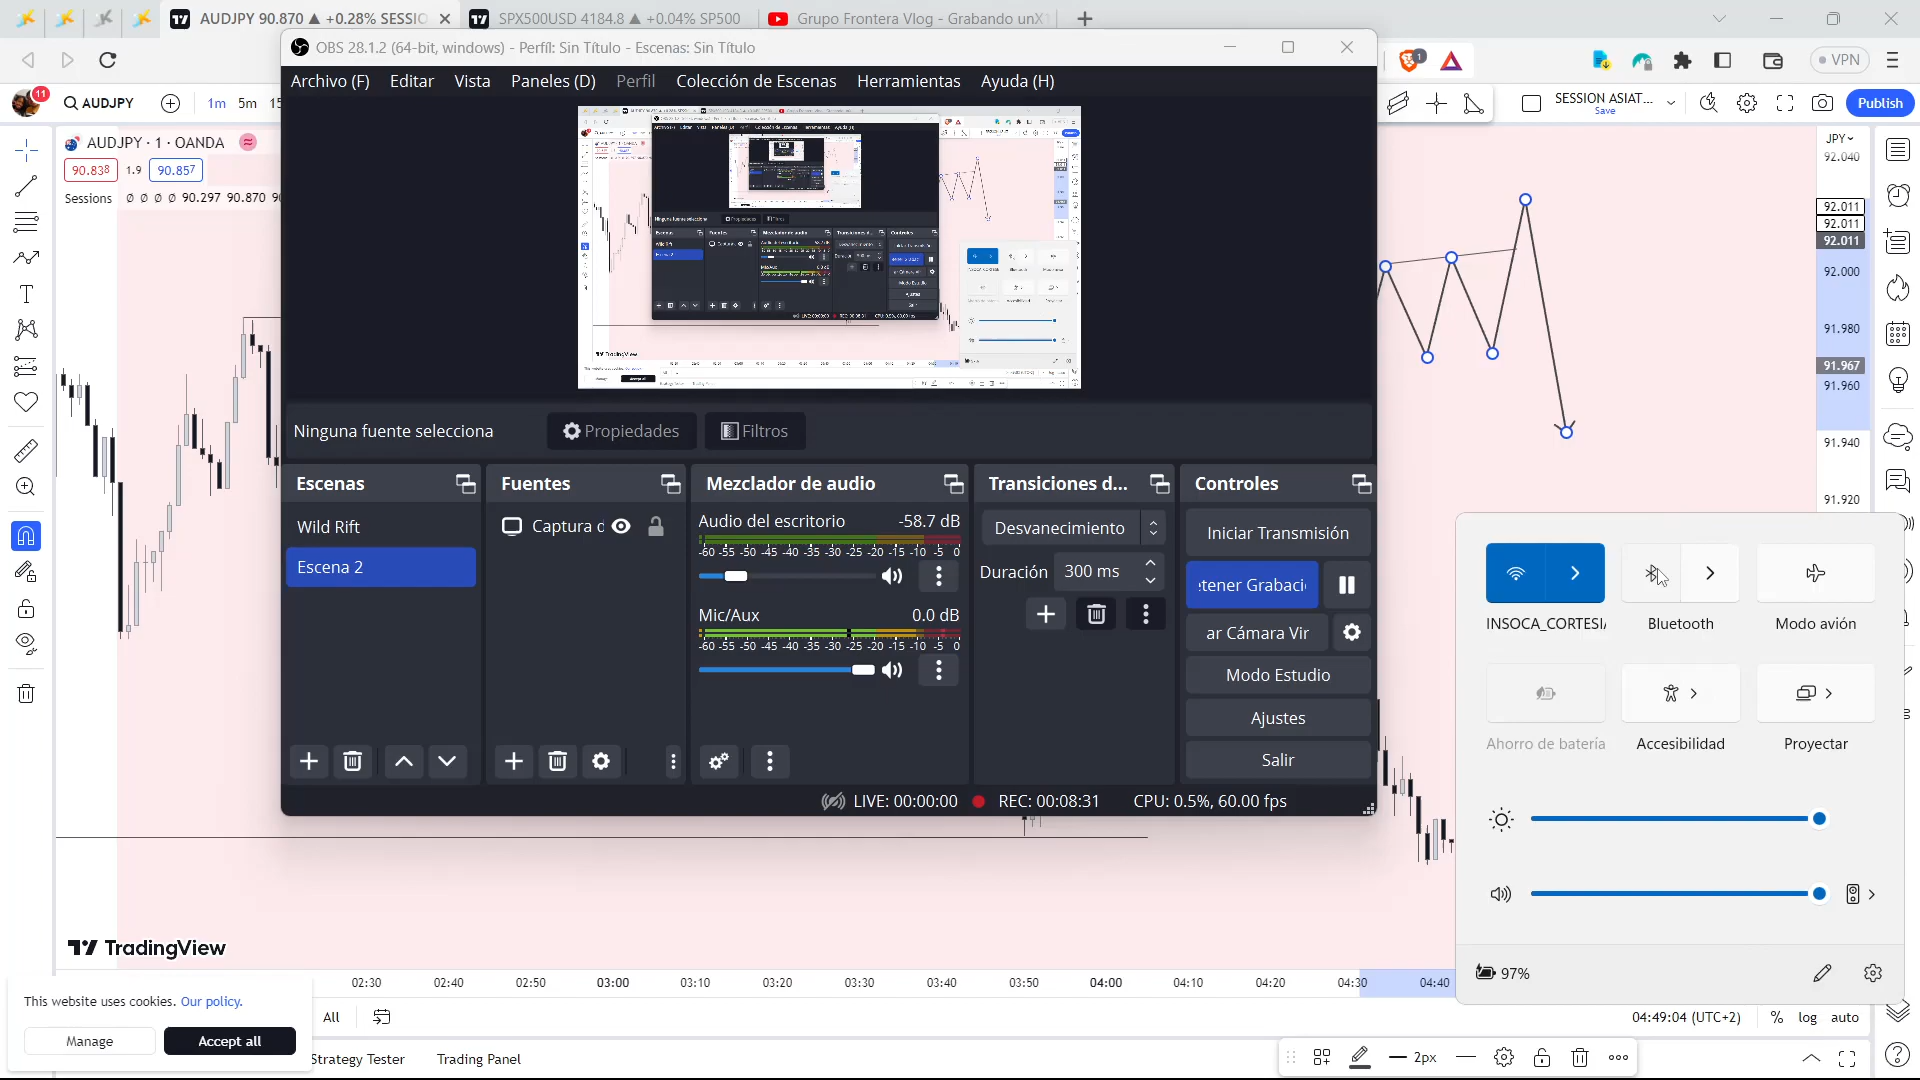 AUDJPY 90.870 ▲ +0.28% SESSIO
SPX500USD 4184.8 ▲ +0.04% SP500
Grupo Frontera Vlog - Grabando unX1
OBS 28.1.2 (64-bit, windows) - Perfil: Sin Título - Escenas: Sin Título
1
VPN
Archivo (F) Editar Vista Paneles (D) Perfil Colección de Escenas Herramientas Ayuda (H)
11
AUDJPY
1m 5m 15
SESSION ASIAT...
Save
Publish
AUDJPY · 1 · OANDA
90.838 1.9 90.857
Sessions Ø Ø Ø Ø 90.297 90.870 90
JPY
92.040
92.011
92.011
92.011
92.000
91.980
91.967
91.960
91.940
91.920
Ninguna fuente selecciona
Propiedades
Filtros
Escenas
Wild Rift
Escena 2
Fuentes
Captura d
Mezclador de audio
Audio del escritorio -58.7 dB
-60 -55 -50 -45 -40 -35 -30 -25 -20 -15 -10 -5 0
Mic/Aux 0.0 dB
-60 -55 -50 -45 -40 -35 -30 -25 -20 -15 -10 -5 0
Transiciones d...
Desvanecimiento
Duración 300 ms
Controles
Iniciar Transmisión
etener Grabació
ar Cámara Vir
Modo Estudio
Ajustes
Salir
LIVE: 00:00:00 REC: 00:08:31 CPU: 0.5%, 60.00 fps
INSOCA_CORTESIA
Bluetooth
Modo avión
Ahorro de batería
Accesibilidad
Proyectar
97%
TradingView
02:30 02:40 02:50 03:00 03:10 03:20 03:30 03:40 03:50 04:00 04:10 04:20 04:30 04:40
This website uses cookies. Our policy.
Manage
Accept all
All
04:49:04 (UTC+2) % log auto
Strategy Tester
Trading Panel
2px